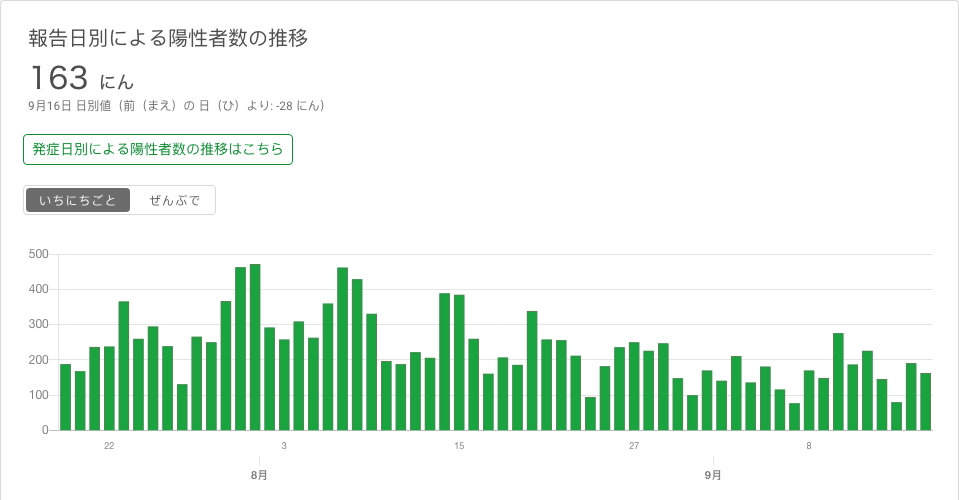 報告日別による陽性者数の推移
163 にん
9月16日 日別値（前（まえ）の 日（ひ）より: -28 にん）
発症日別による陽性者数の推移はこちら
いちにちごと ぜんぶで
500
400
300
200
100
0
22 3 15 27 8
8月 9月